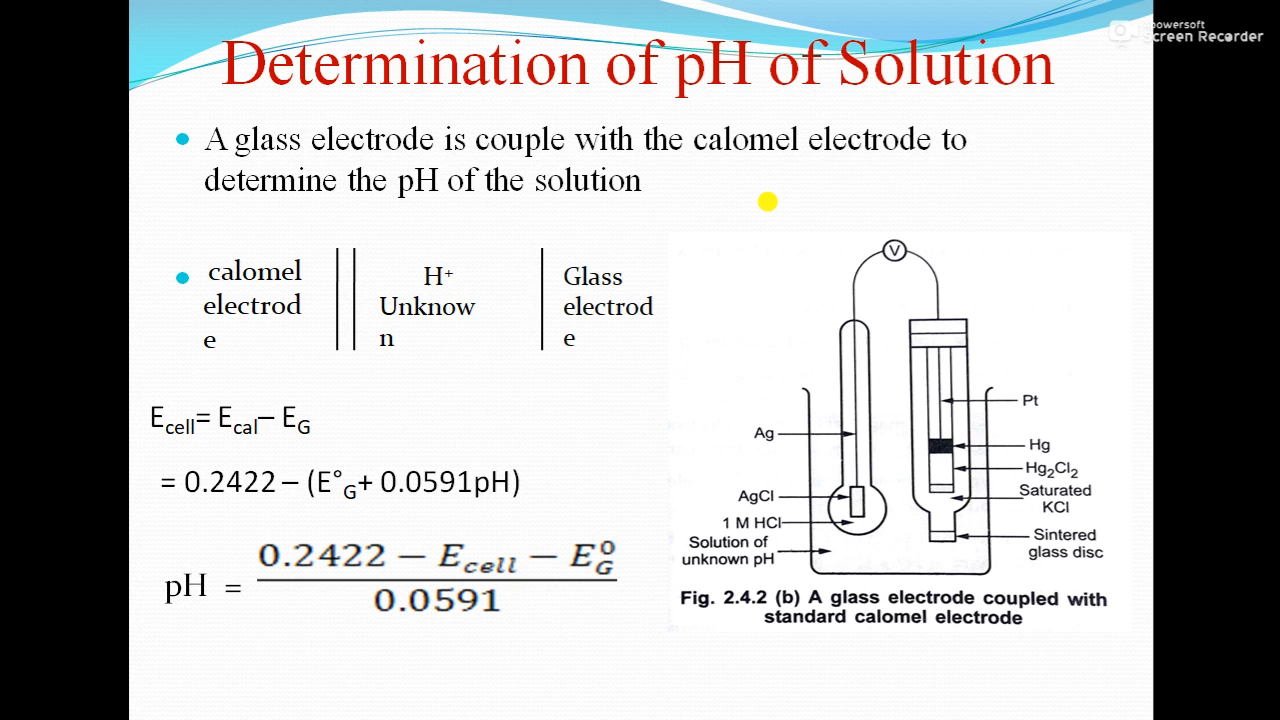 Apowersoft
Screen Recorder
Determination of pH of Solution
A glass electrode is couple with the calomel electrode to
determine the pH of the solution
calomel
electrod
e
H⁺
Unknow
n
Glass
electrod
e
E_cell = E_cal – E_G
= 0.2422 – (E°_G + 0.0591pH)
pH = (0.2422 − E_cell − E⁰_G) / 0.0591
V
Ag
AgCl
1 M HCl
Solution of
unknown pH
Pt
Hg
Hg₂Cl₂
Saturated
KCl
Sintered
glass disc
Fig. 2.4.2 (b) A glass electrode coupled with
standard calomel electrode